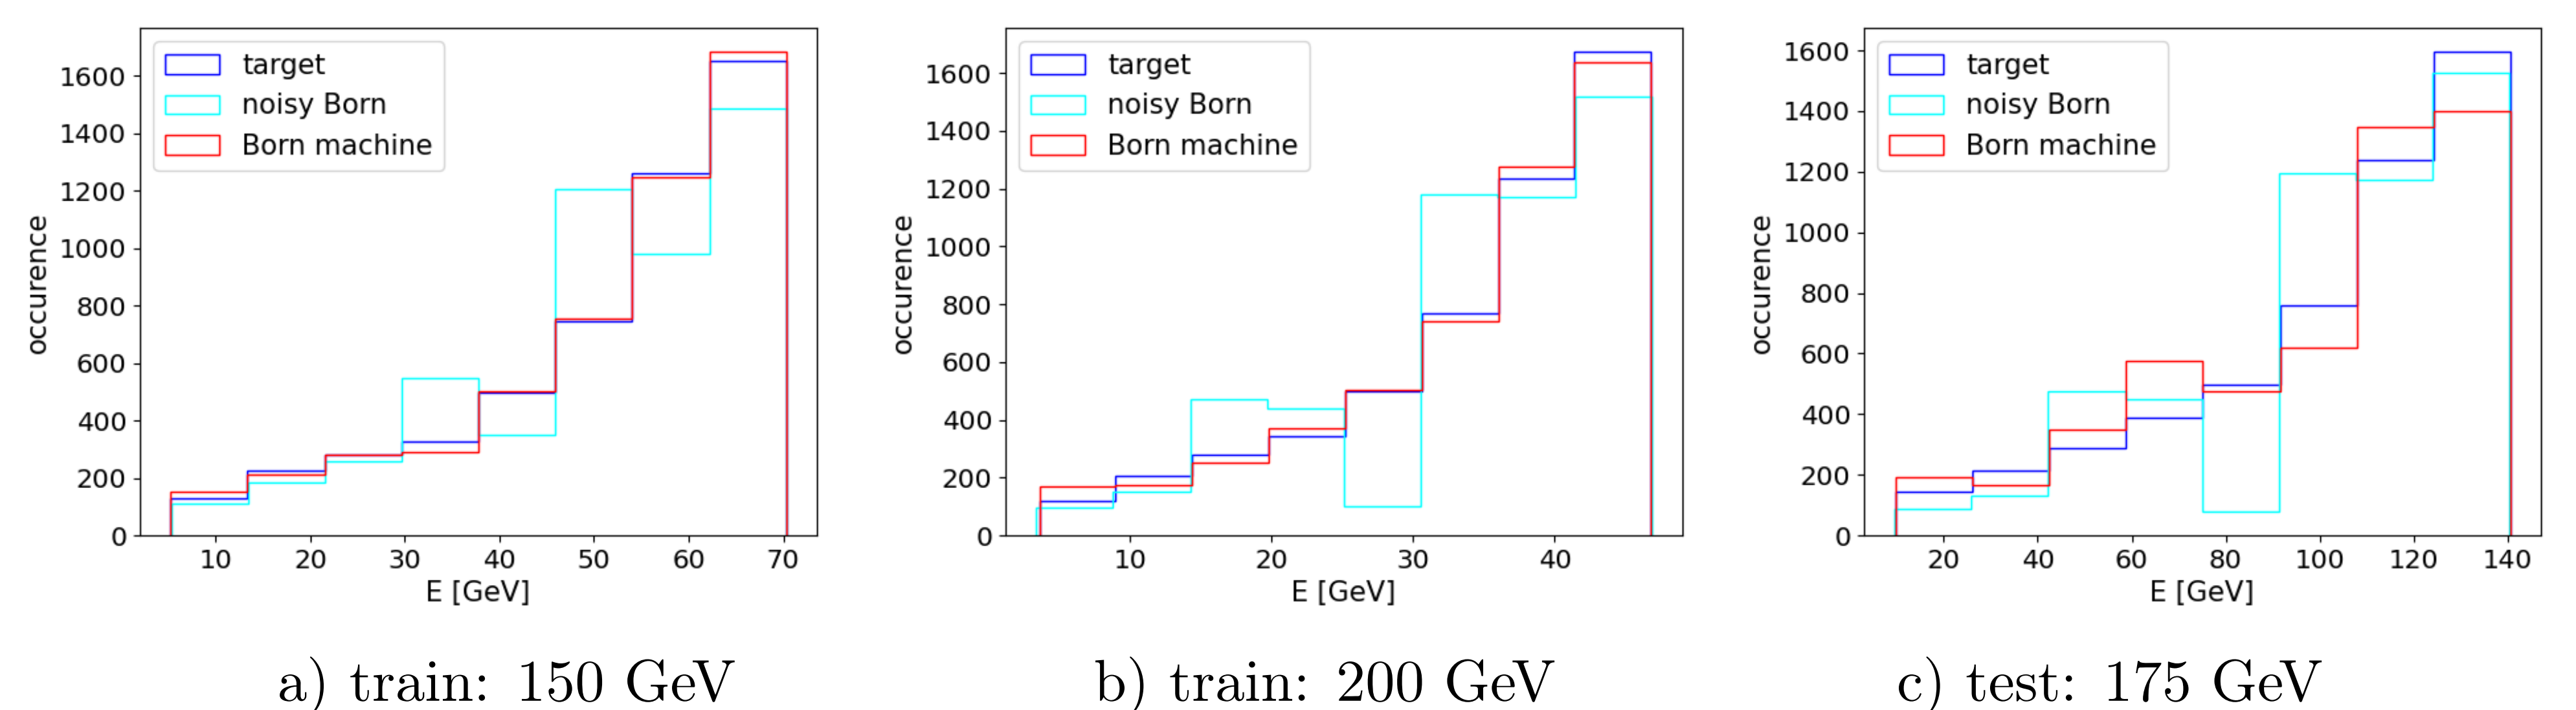 target
noisy Born
Born machine
1600
1400
1200
1000
800
600
400
200
0
occurence
10 20 30 40 50 60 70
E [GeV]
a) train: 150 GeV
target
noisy Born
Born machine
1600
1400
1200
1000
800
600
400
200
0
occurence
10 20 30 40
E [GeV]
b) train: 200 GeV
target
noisy Born
Born machine
1600
1400
1200
1000
800
600
400
200
0
occurence
20 40 60 80 100 120 140
E [GeV]
c) test: 175 GeV